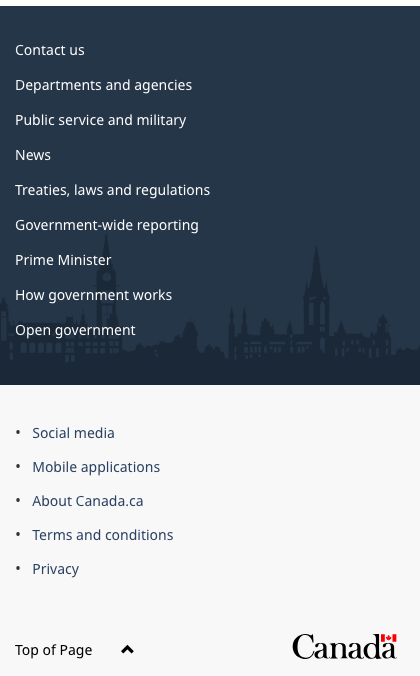 Contact us
Departments and agencies
Public service and military
News
Treaties, laws and regulations
Government-wide reporting
Prime Minister
How government works
Open government
• Social media
• Mobile applications
• About Canada.ca
• Terms and conditions
• Privacy
Top of Page
Canada